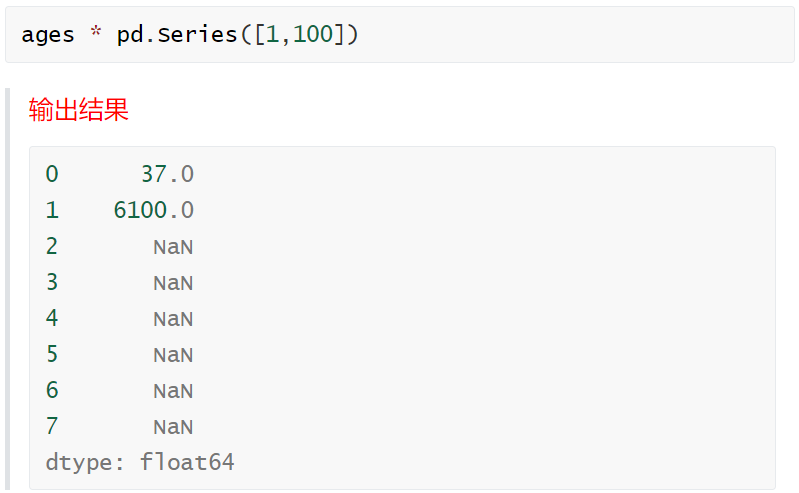 ages * pd.Series([1,100])
输出结果
0      37.0
1    6100.0
2       NaN
3       NaN
4       NaN
5       NaN
6       NaN
7       NaN
dtype: float64